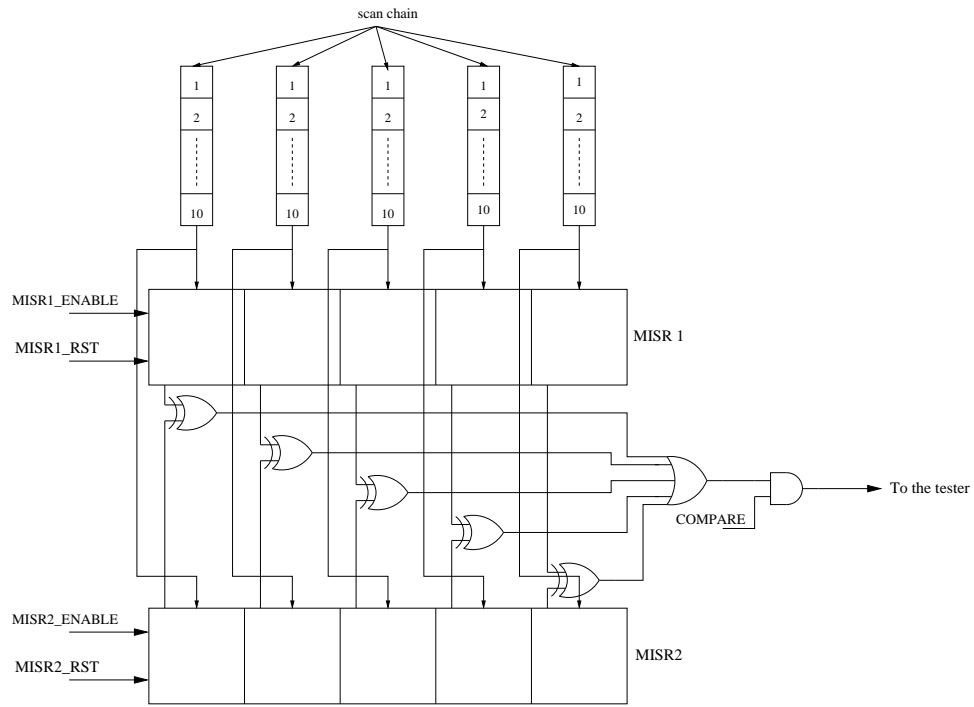 scan chain
1 1 1 1 1
2 2 2 2 2
10 10 10 10 10
MISR1_ENABLE
MISR 1
MISR1_RST
To the tester
COMPARE
MISR2_ENABLE
MISR2
MISR2_RST